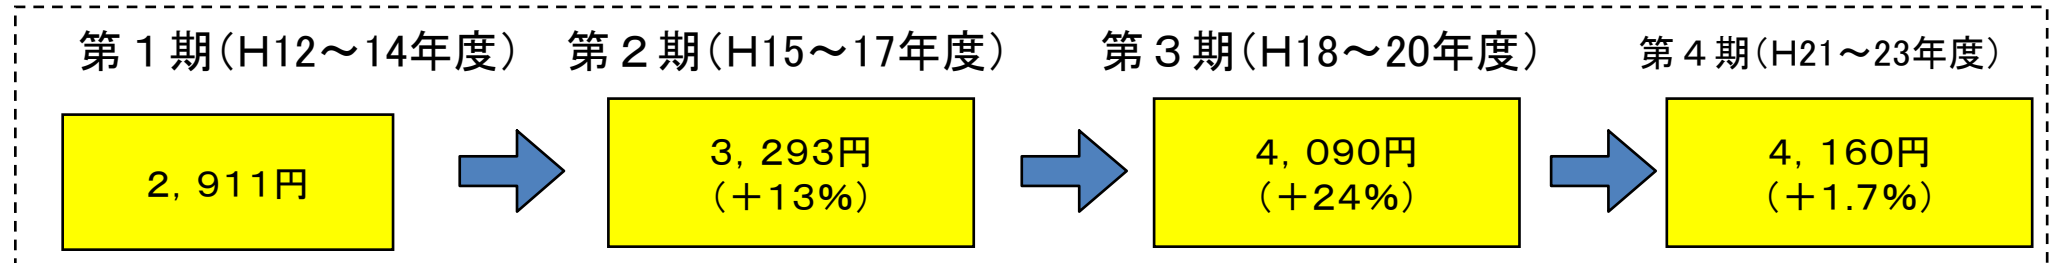 第１期(H12～14年度)
第２期(H15～17年度)
第３期(H18～20年度)
第４期(H21～23年度)
２，９１１円
３，２９３円
（＋１３％）
４，０９０円
（＋２４％）
４，１６０円
（＋１.７％）